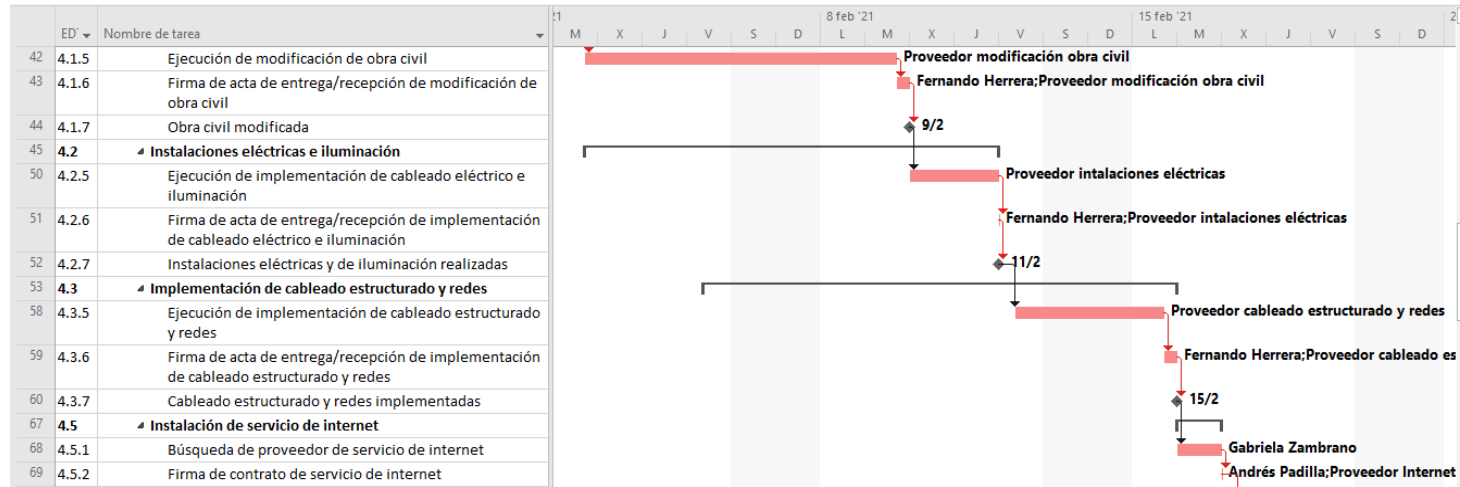 21 8 feb '21 15 feb '21 2
ED' Nombre de tarea M X J V S D L M X J V S D L M X J V S D
42 4.1.5 Ejecución de modificación de obra civil Proveedor modificación obra civil
43 4.1.6 Firma de acta de entrega/recepción de modificación de Fernando Herrera;Proveedor modificación obra civil
obra civil
44 4.1.7 Obra civil modificada 9/2
45 4.2 Instalaciones eléctricas e iluminación
50 4.2.5 Ejecución de implementación de cableado eléctrico e Proveedor intalaciones eléctricas
iluminación
51 4.2.6 Firma de acta de entrega/recepción de implementación Fernando Herrera;Proveedor intalaciones eléctricas
de cableado eléctrico e iluminación
52 4.2.7 Instalaciones eléctricas y de iluminación realizadas 11/2
53 4.3 Implementación de cableado estructurado y redes
58 4.3.5 Ejecución de implementación de cableado estructurado Proveedor cableado estructurado y redes
y redes
59 4.3.6 Firma de acta de entrega/recepción de implementación Fernando Herrera;Proveedor cableado es
de cableado estructurado y redes
60 4.3.7 Cableado estructurado y redes implementadas 15/2
67 4.5 Instalación de servicio de internet
68 4.5.1 Búsqueda de proveedor de servicio de internet Gabriela Zambrano
69 4.5.2 Firma de contrato de servicio de internet Andrés Padilla;Proveedor Internet